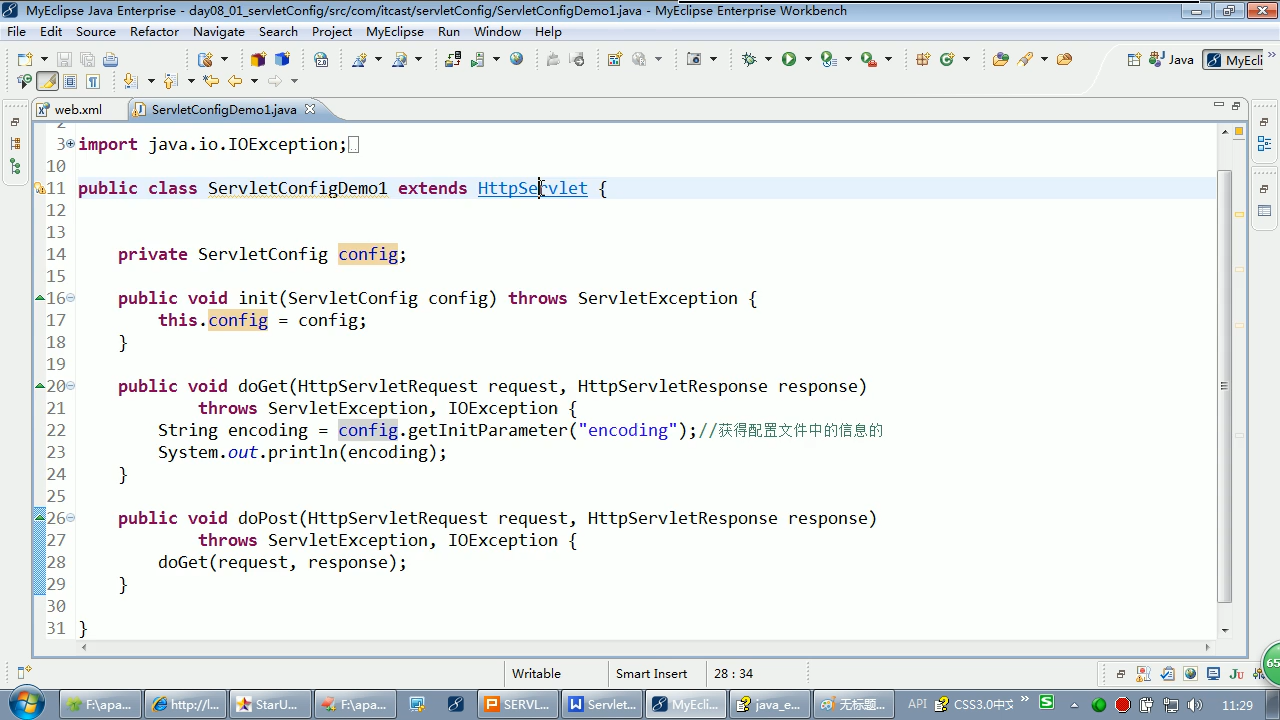 MyEclipse Java Enterprise - day08_01_servletConfig/src/com/itcast/servletConfig/ServletConfigDemo1.java - MyEclipse Enterprise Workbench
File Edit Source Refactor Navigate Search Project MyEclipse Run Window Help
Java MyEcli
web.xml ServletConfigDemo1.java
2
3 import java.io.IOException;
10
11 public class ServletConfigDemo1 extends HttpServlet {
12
13
14 private ServletConfig config;
15
16 public void init(ServletConfig config) throws ServletException {
17 this.config = config;
18 }
19
20 public void doGet(HttpServletRequest request, HttpServletResponse response)
21 throws ServletException, IOException {
22 String encoding = config.getInitParameter("encoding");//获得配置文件中的信息的
23 System.out.println(encoding);
24 }
25
26 public void doPost(HttpServletRequest request, HttpServletResponse response)
27 throws ServletException, IOException {
28 doGet(request, response);
29 }
30
31 }
Writable Smart Insert 28 : 34
65
F:\apa... http://l... StarU... F:\apa... SERVL... Servlet... MyEcli... java_e... 无标题... API CSS3.0中文 11:29